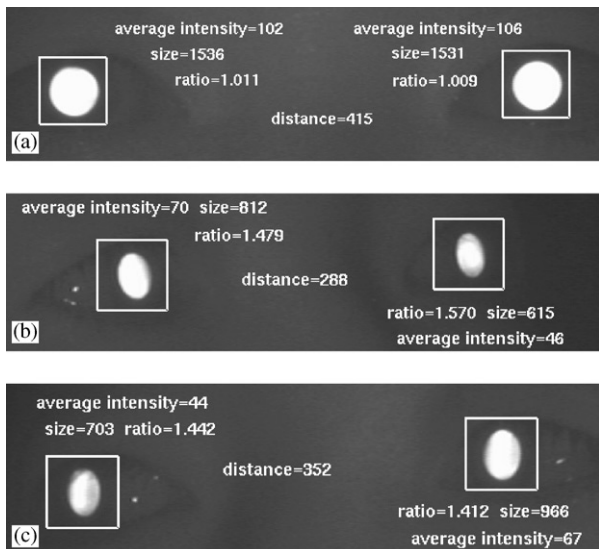 average intensity=102
size=1536
ratio=1.011
average intensity=106
size=1531
ratio=1.009
distance=415
(a)
average intensity=70 size=812
ratio=1.479
distance=288
ratio=1.570 size=615
average intensity=46
(b)
average intensity=44
size=703 ratio=1.442
distance=352
ratio=1.412 size=966
average intensity=67
(c)